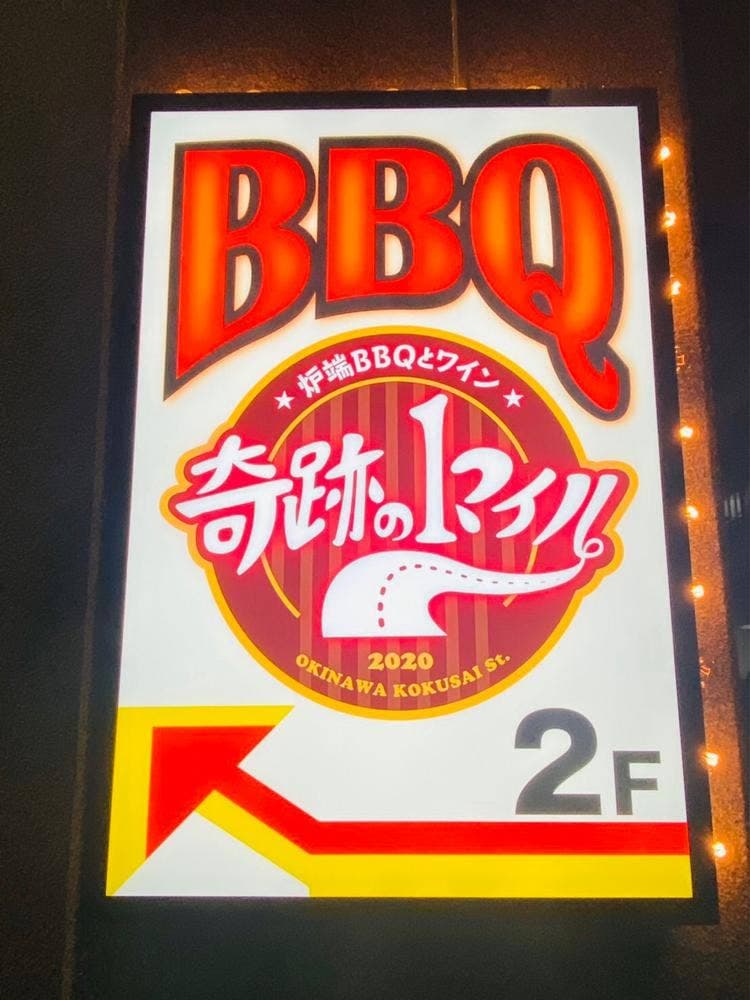 BBQ
★ 炉端BBQとワイン ★
奇跡の1マイル
2020
OKINAWA KOKUSAI St.
2F